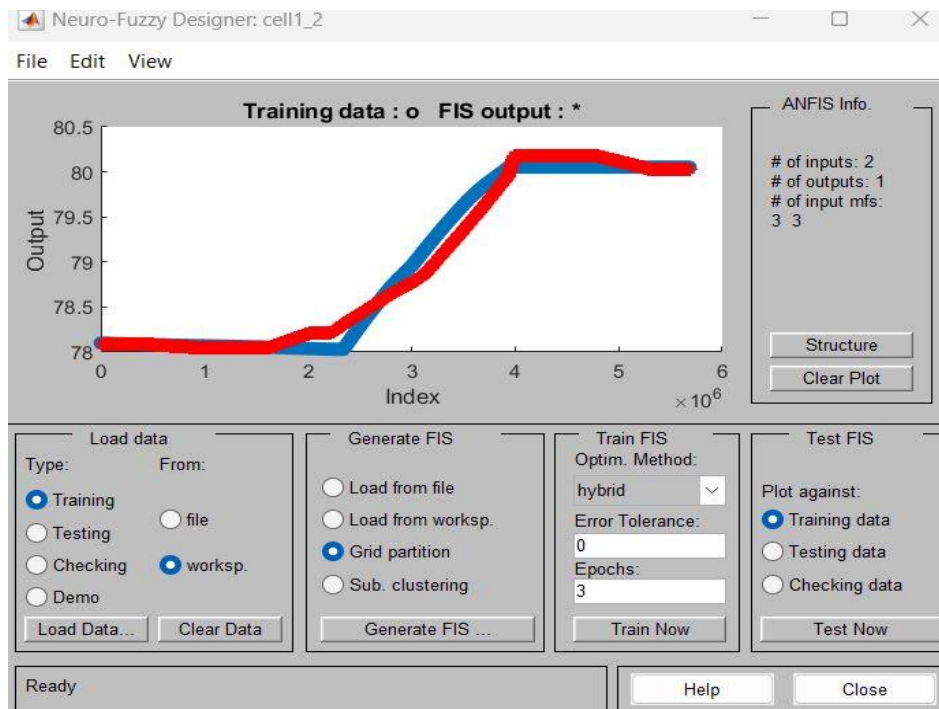 Neuro-Fuzzy Designer: cell1_2
File Edit View
Training data : o FIS output : *
80.5
80
79.5
79
78.5
78
Output
0 1 2 3 4 5 6
Index
×10^6
ANFIS Info.
# of inputs: 2
# of outputs: 1
# of input mfs:
3 3
Structure
Clear Plot
Load data
Type: From:
Training
Testing
Checking
Demo
file
worksp.
Load Data... Clear Data
Generate FIS
Load from file
Load from worksp.
Grid partition
Sub. clustering
Generate FIS ...
Train FIS
Optim. Method:
hybrid
Error Tolerance:
0
Epochs:
3
Train Now
Test FIS
Plot against:
Training data
Testing data
Checking data
Test Now
Ready
Help Close